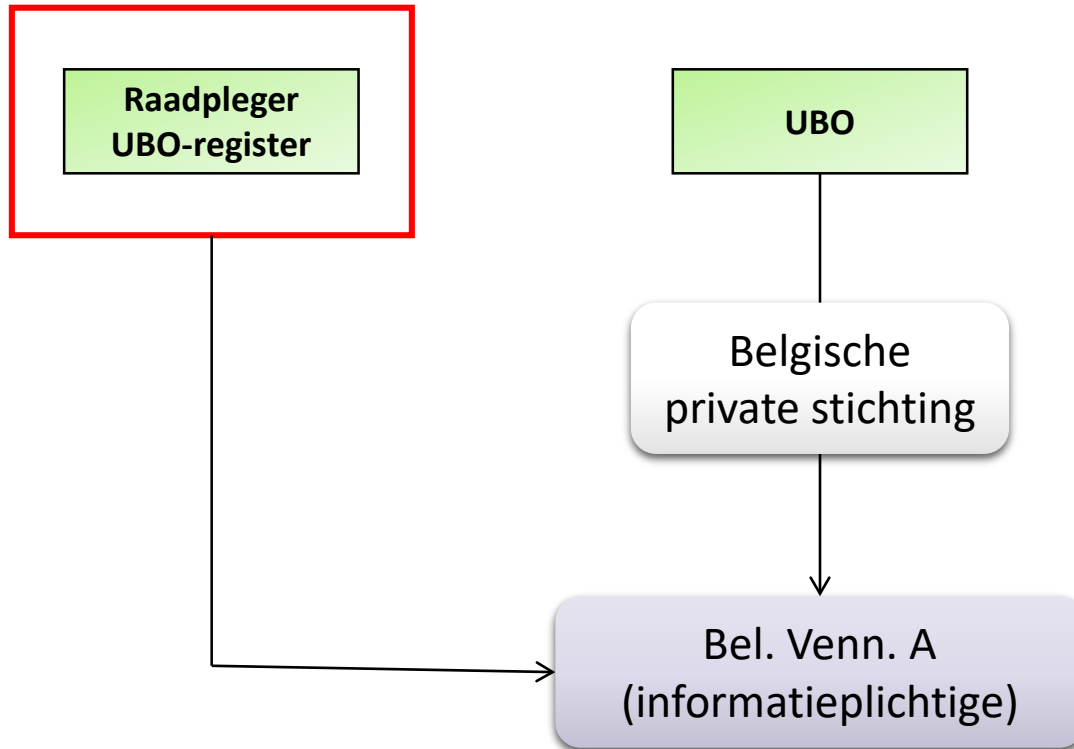 Raadpleger
UBO-register
UBO
Belgische
private stichting
Bel. Venn. A
(informatieplichtige)